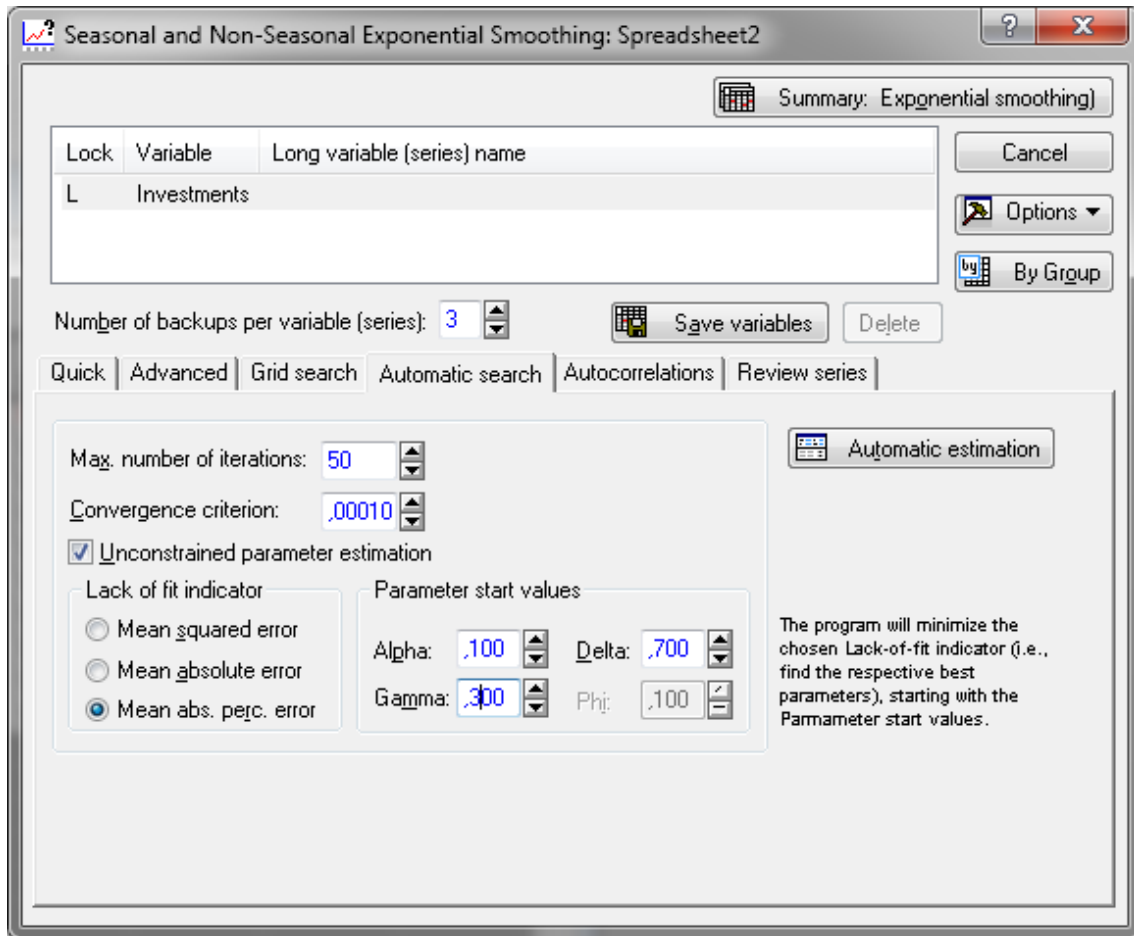 Seasonal and Non-Seasonal Exponential Smoothing: Spreadsheet2
Summary: Exponential smoothing)
Lock Variable Long variable (series) name
L Investments
Cancel
Options
by By Group
Number of backups per variable (series): 3
Save variables
Delete
Quick Advanced Grid search Automatic search Autocorrelations Review series
Max. number of iterations: 50
Convergence criterion: ,00010
Unconstrained parameter estimation
Lack of fit indicator
Mean squared error
Mean absolute error
Mean abs. perc. error
Parameter start values
Alpha: ,100 Delta: ,700
Gamma: ,300 Phi: ,100
Automatic estimation
The program will minimize the
chosen Lack-of-fit indicator (i.e.,
find the respective best
parameters), starting with the
Parmameter start values.